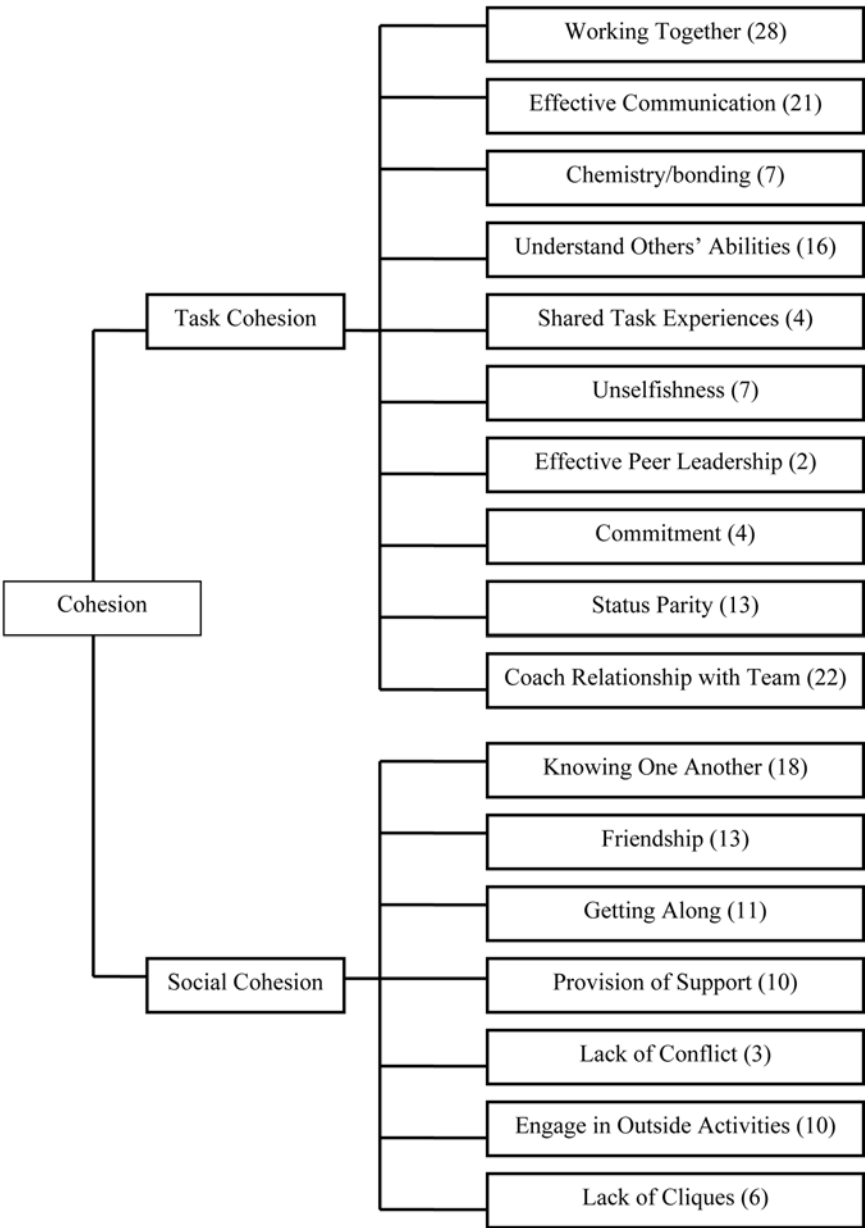 Working Together (28)
Effective Communication (21)
Chemistry/bonding (7)
Understand Others’ Abilities (16)
Task Cohesion
Shared Task Experiences (4)
Unselfishness (7)
Effective Peer Leadership (2)
Commitment (4)
Cohesion
Status Parity (13)
Coach Relationship with Team (22)
Knowing One Another (18)
Friendship (13)
Getting Along (11)
Social Cohesion
Provision of Support (10)
Lack of Conflict (3)
Engage in Outside Activities (10)
Lack of Cliques (6)